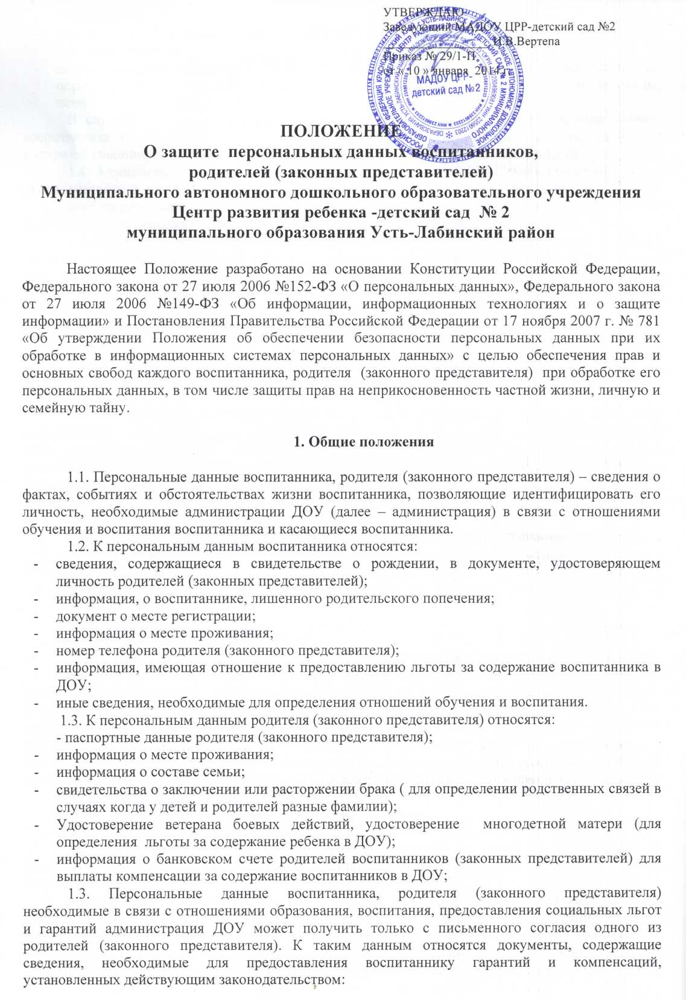 УТВЕРЖДАЮ
Заведующий МАДОУ ЦРР-детский сад №2
И.В.Вертепа
Приказ № 29/1-П
от « 10 » января 2014 г.
МАДОУ ЦРР-
детский сад №2
ПОЛОЖЕНИЕ
О защите персональных данных воспитанников,
родителей (законных представителей)
Муниципального автономного дошкольного образовательного учреждения
Центр развития ребенка -детский сад № 2
муниципального образования Усть-Лабинский район
Настоящее Положение разработано на основании Конституции Российской Федерации,
Федерального закона от 27 июля 2006 №152-ФЗ «О персональных данных», Федерального закона
от 27 июля 2006 №149-ФЗ «Об информации, информационных технологиях и о защите
информации» и Постановления Правительства Российской Федерации от 17 ноября 2007 г. № 781
«Об утверждении Положения об обеспечении безопасности персональных данных при их
обработке в информационных системах персональных данных» с целью обеспечения прав и
основных свобод каждого воспитанника, родителя (законного представителя) при обработке его
персональных данных, в том числе защиты прав на неприкосновенность частной жизни, личную и
семейную тайну.
1. Общие положения
1.1. Персональные данные воспитанника, родителя (законного представителя) – сведения о
фактах, событиях и обстоятельствах жизни воспитанника, позволяющие идентифицировать его
личность, необходимые администрации ДОУ (далее – администрация) в связи с отношениями
обучения и воспитания воспитанника и касающиеся воспитанника.
1.2. К персональным данным воспитанника относятся:
- сведения, содержащиеся в свидетельстве о рождении, в документе, удостоверяющем
личность родителей (законных представителей);
- информация, о воспитаннике, лишенного родительского попечения;
- документ о месте регистрации;
- информация о месте проживания;
- номер телефона родителя (законного представителя);
- информация, имеющая отношение к предоставлению льготы за содержание воспитанника в
ДОУ;
- иные сведения, необходимые для определения отношений обучения и воспитания.
1.3. К персональным данным родителя (законного представителя) относятся:
- паспортные данные родителя (законного представителя);
- информация о месте проживания;
- информация о составе семьи;
- свидетельства о заключении или расторжении брака ( для определении родственных связей в
случаях когда у детей и родителей разные фамилии);
- Удостоверение ветерана боевых действий, удостоверение многодетной матери (для
определения льготы за содержание ребенка в ДОУ);
- информация о банковском счете родителей воспитанников (законных представителей) для
выплаты компенсации за содержание воспитанников в ДОУ;
1.3. Персональные данные воспитанника, родителя (законного представителя)
необходимые в связи с отношениями образования, воспитания, предоставления социальных льгот
и гарантий администрация ДОУ может получить только с письменного согласия одного из
родителей (законного представителя). К таким данным относятся документы, содержащие
сведения, необходимые для предоставления воспитаннику гарантий и компенсаций,
установленных действующим законодательством: